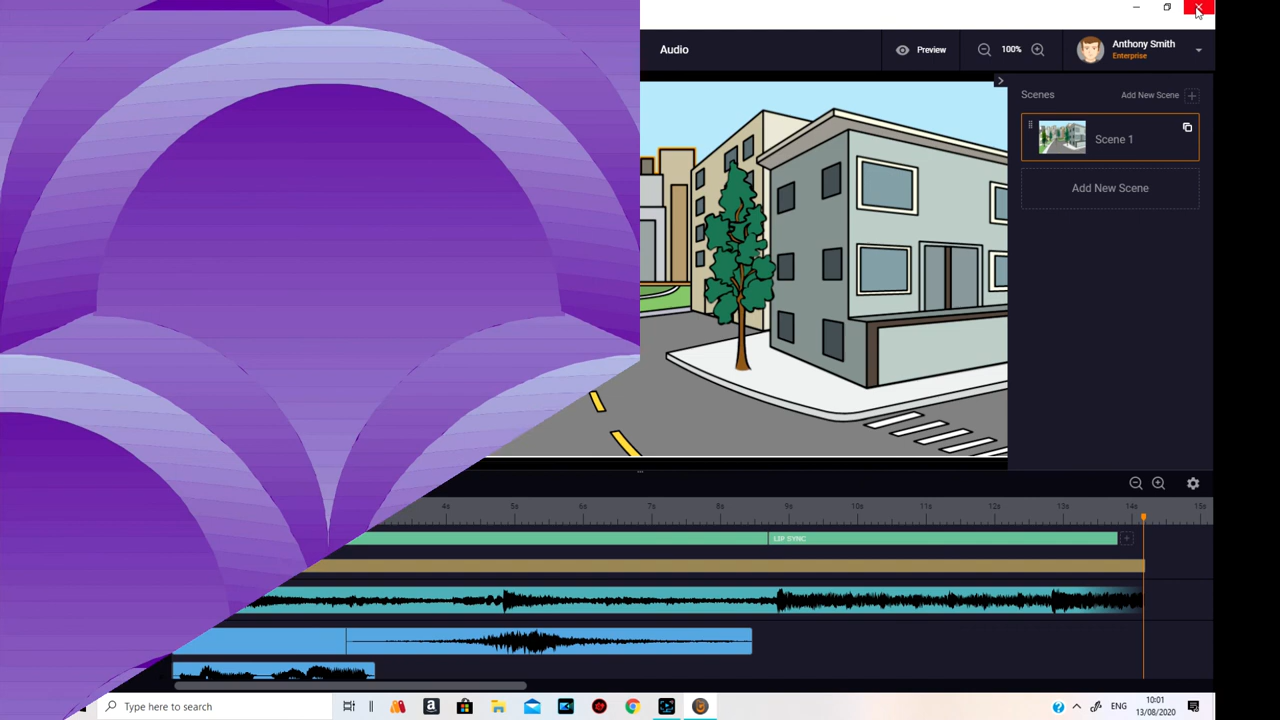 Audio
Preview
100%
Anthony Smith
Enterprise
Scenes
Add New Scene
Scene 1
Add New Scene
4s 5s 6s 7s 8s 9s 10s 11s 12s 13s 14s 15s
LIP SYNC
Type here to search
ENG
10:01
13/08/2020